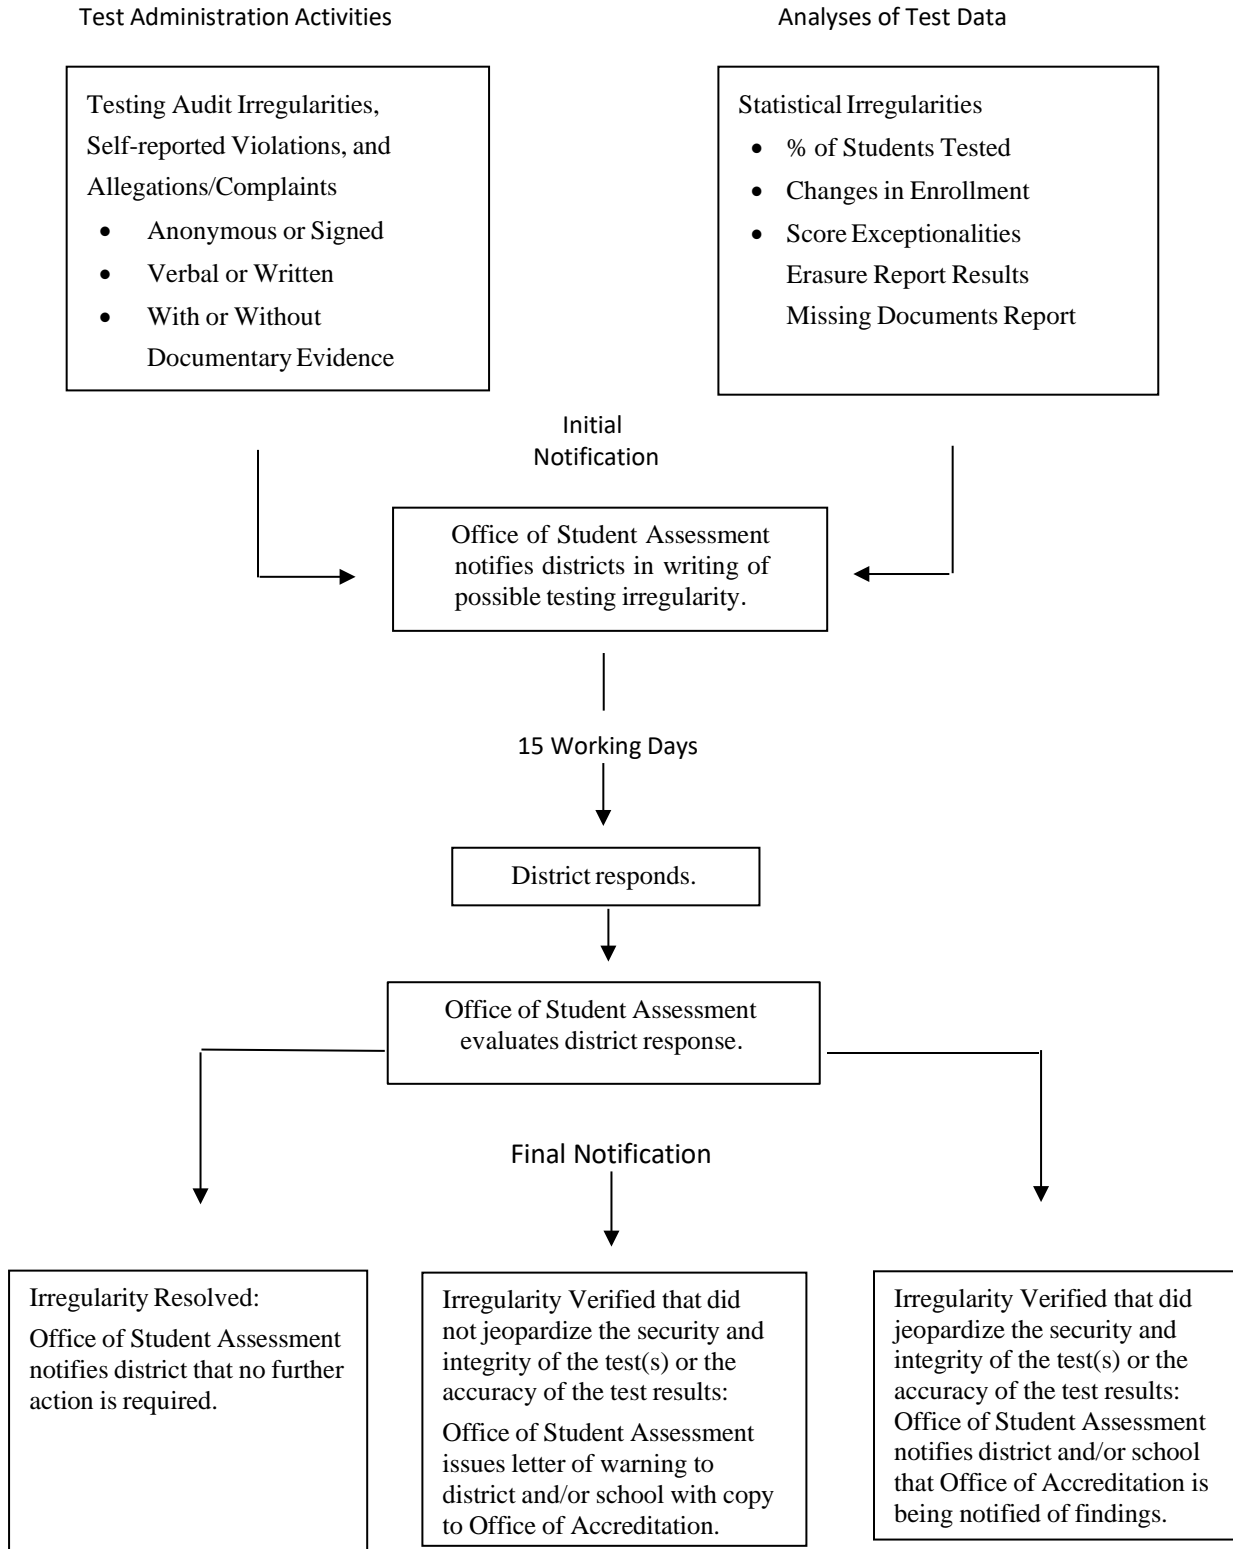 Test Administration Activities
Analyses of Test Data
Testing Audit Irregularities,
Self-reported Violations, and
Allegations/Complaints
• Anonymous or Signed
• Verbal or Written
• With or Without
Documentary Evidence
Statistical Irregularities
• % of Students Tested
• Changes in Enrollment
• Score Exceptionalities
Erasure Report Results
Missing Documents Report
Initial
Notification
Office of Student Assessment
notifies districts in writing of
possible testing irregularity.
15 Working Days
District responds.
Office of Student Assessment
evaluates district response.
Final Notification
Irregularity Resolved:
Office of Student Assessment
notifies district that no further
action is required.
Irregularity Verified that did
not jeopardize the security and
integrity of the test(s) or the
accuracy of the test results:
Office of Student Assessment
issues letter of warning to
district and/or school with copy
to Office of Accreditation.
Irregularity Verified that did
jeopardize the security and
integrity of the test(s) or the
accuracy of the test results:
Office of Student Assessment
notifies district and/or school
that Office of Accreditation is
being notified of findings.